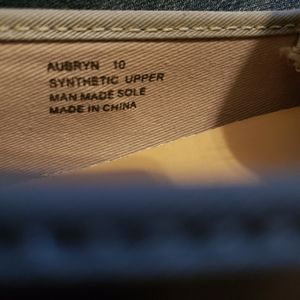 AUBRYN 10
SYNTHETIC UPPER
MAN MADE SOLE
MADE IN CHINA